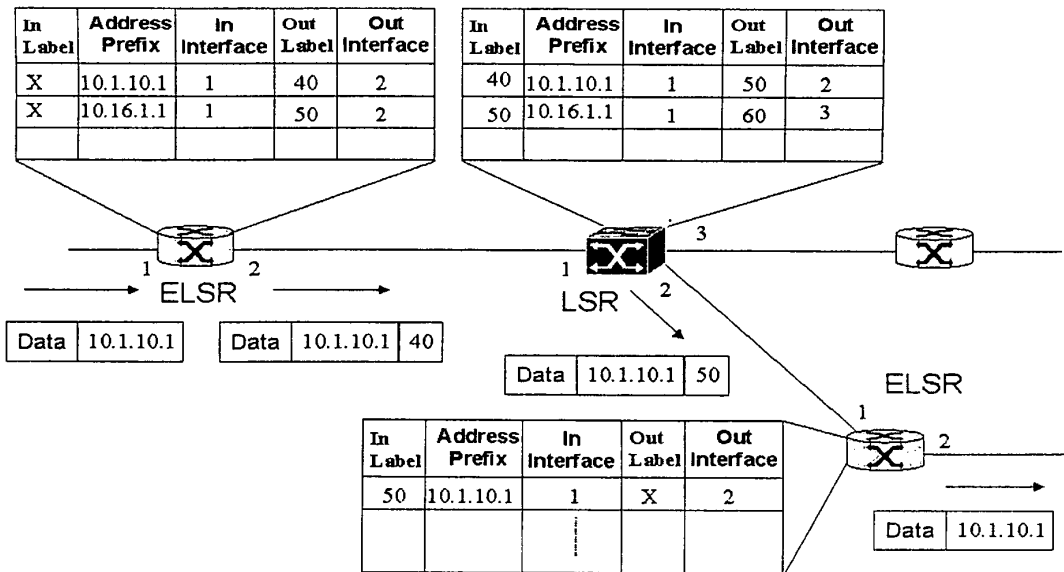 In Label Address Prefix In Interface Out Label Out Interface
X 10.1.10.1 1 40 2
X 10.16.1.1 1 50 2
In Label Address Prefix In Interface Out Label Out Interface
40 10.1.10.1 1 50 2
50 10.16.1.1 1 60 3
1 2
ELSR
1 3
2
LSR
Data 10.1.10.1
Data 10.1.10.1 40
Data 10.1.10.1 50
ELSR
1 2
In Label Address Prefix In Interface Out Label Out Interface
50 10.1.10.1 1 X 2
Data 10.1.10.1